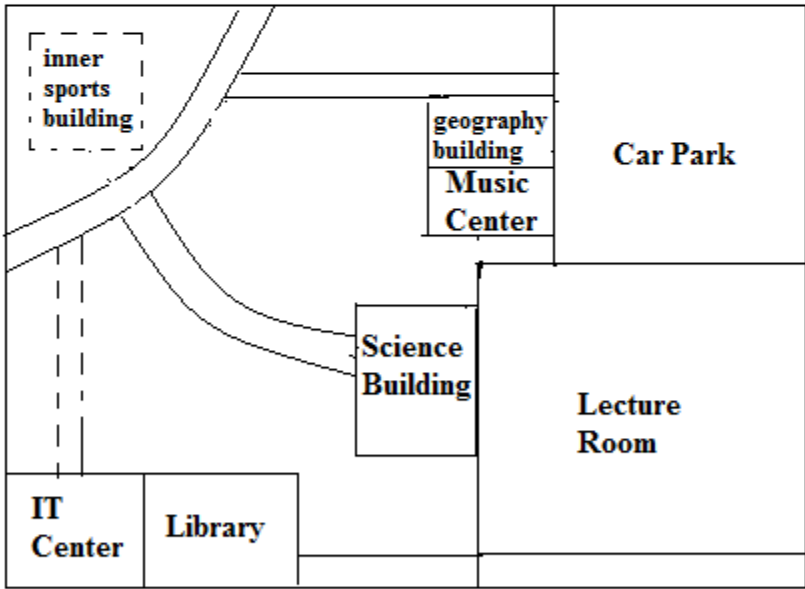 inner
sports
building
geography
building
Music
Center
Car Park
Science
Building
Lecture
Room
IT
Center
Library